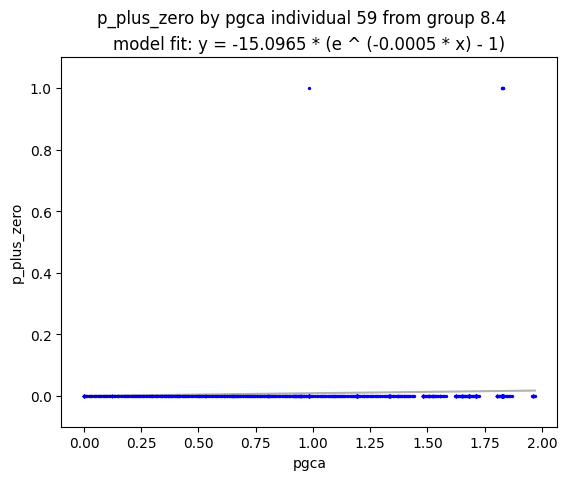 p_plus_zero by pgca individual 59 from group 8.4
model fit: y = -15.0965 * (e ^ (-0.0005 * x) - 1)
1.0
0.8
0.6
0.4
0.2
0.0
p_plus_zero
0.00 0.25 0.50 0.75 1.00 1.25 1.50 1.75 2.00
pgca